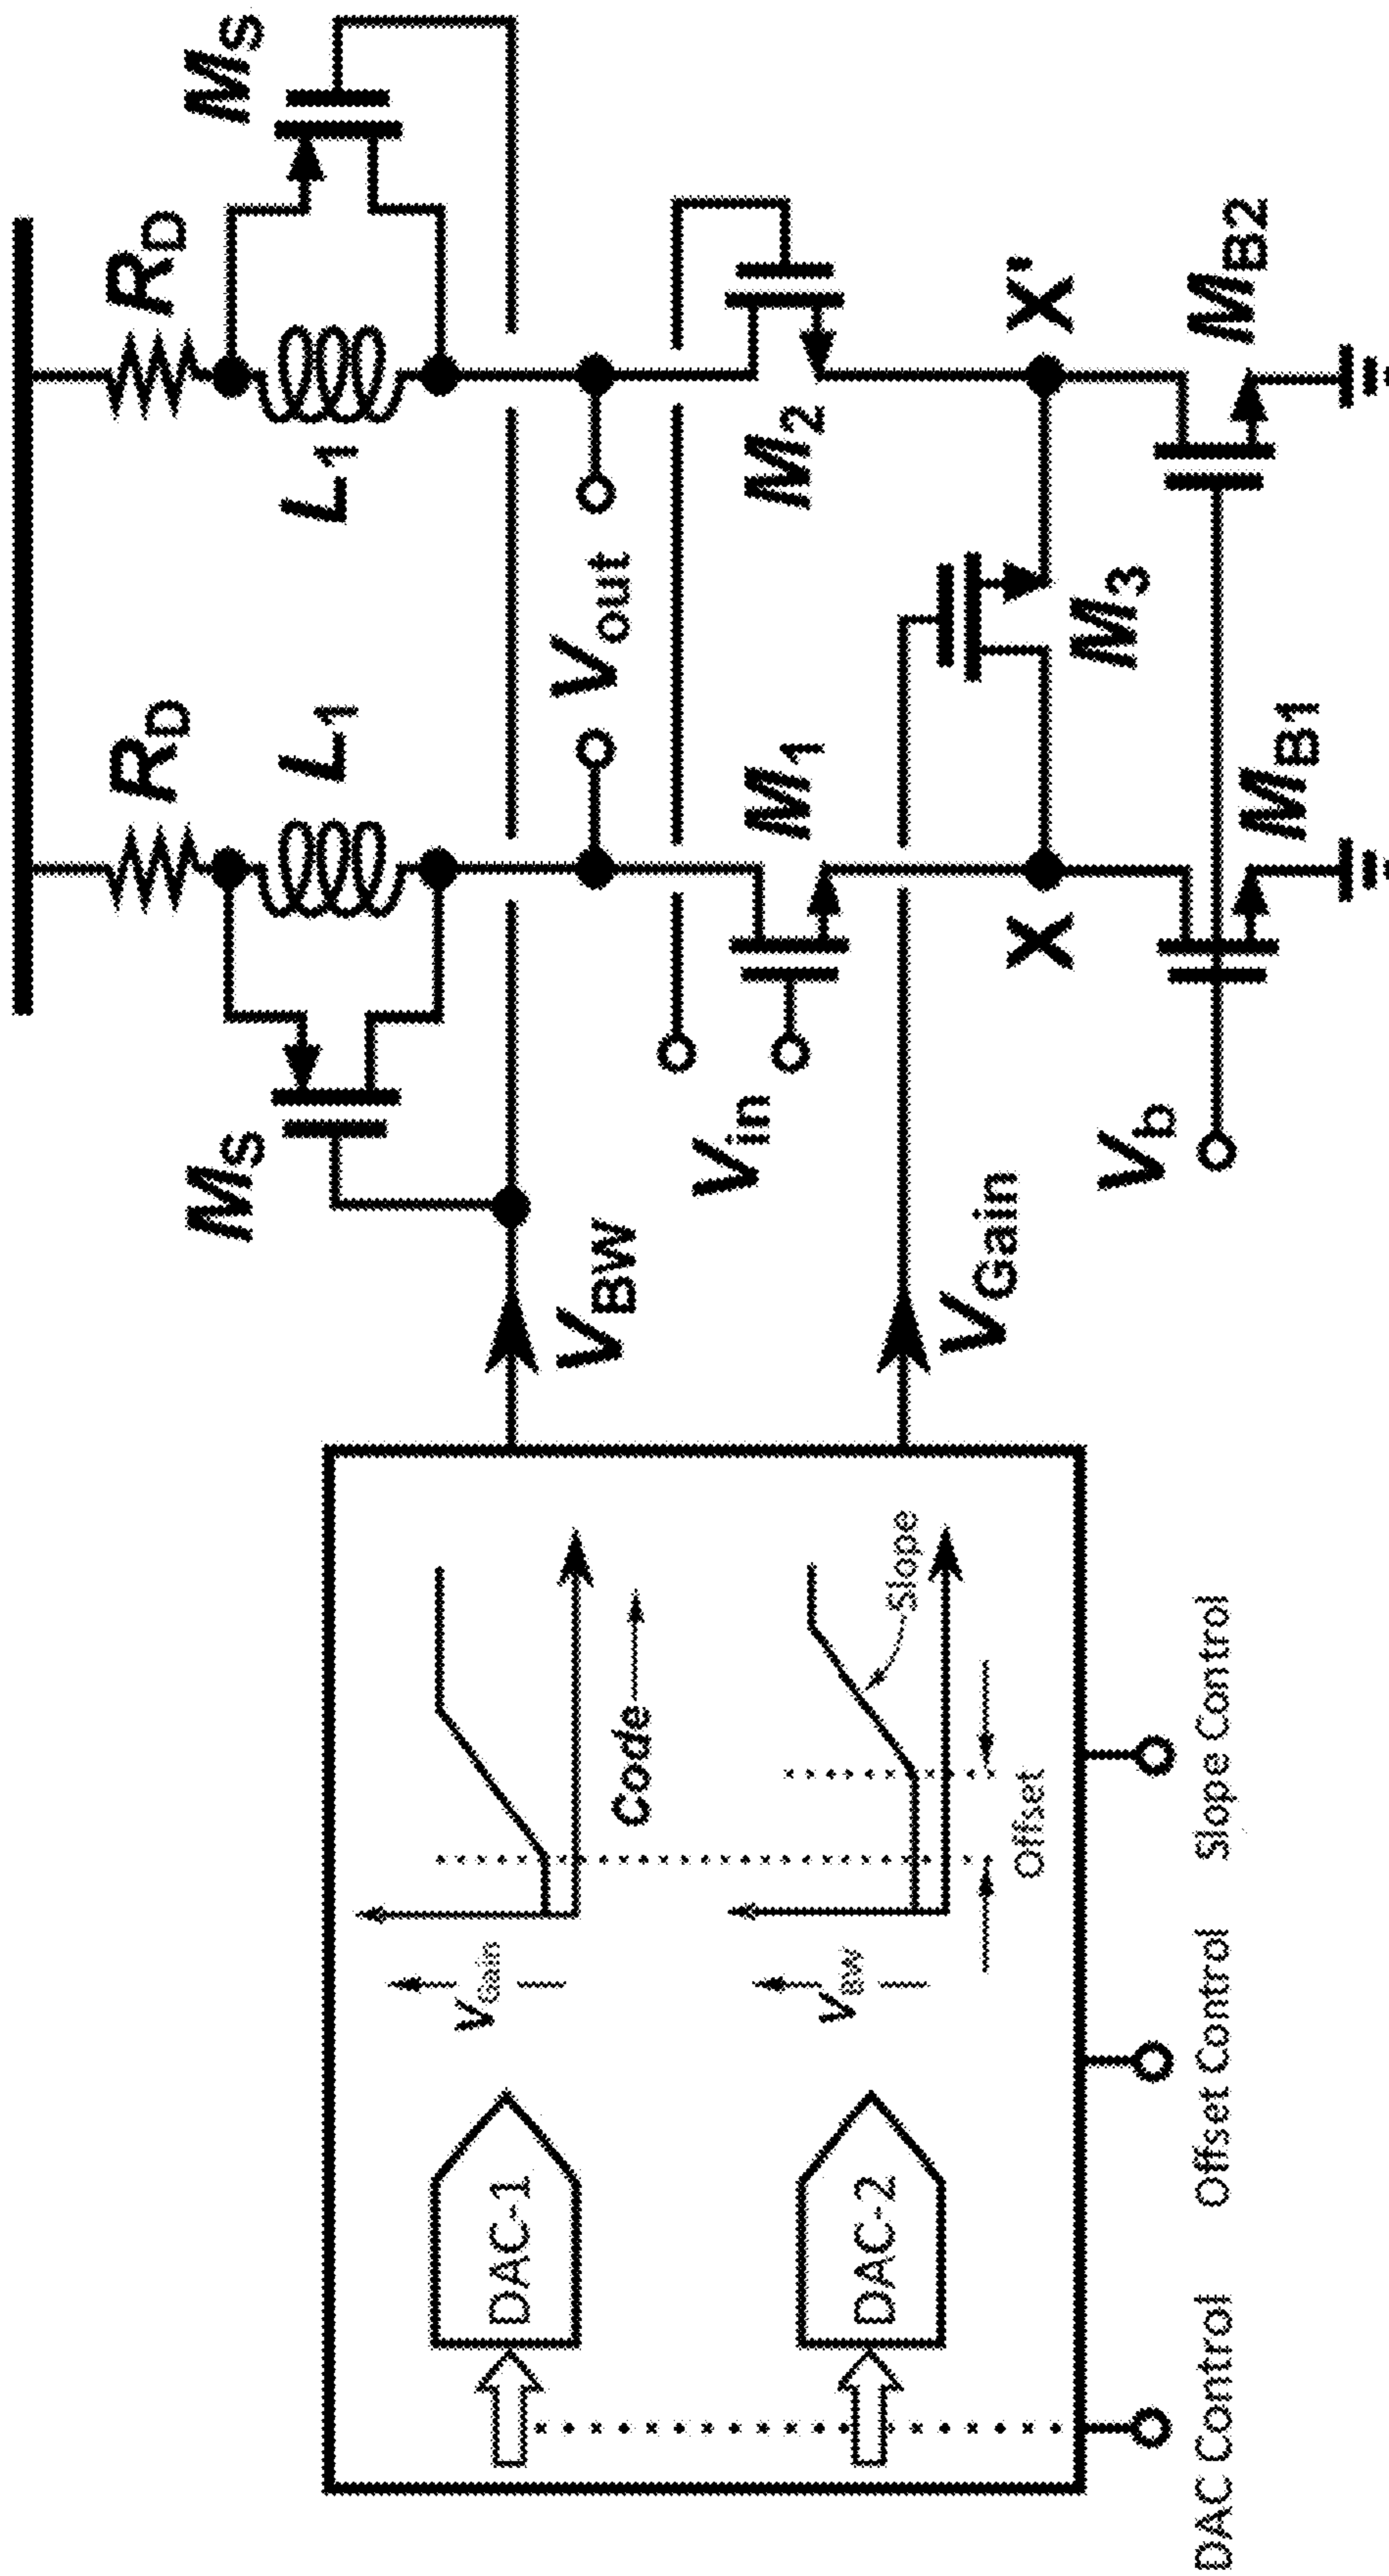 R_D
R_D
M_S
L_1
L_1
M_S
V_BW
V_out
V_in
M_1
M_2
V_Gain
M_3
X
X'
V_b
M_B1
M_B2
DAC-1
V_Gain
Code
DAC-2
V_BW
Slope
Offset
DAC Control
Offset Control
Slope Control